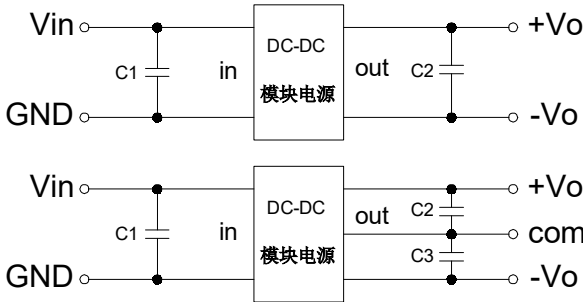 Vin
+Vo
DC-DC
C1
in
out
C2
模块电源
GND
-Vo
Vin
+Vo
DC-DC
out
C2
C1
in
com
模块电源
C3
GND
-Vo